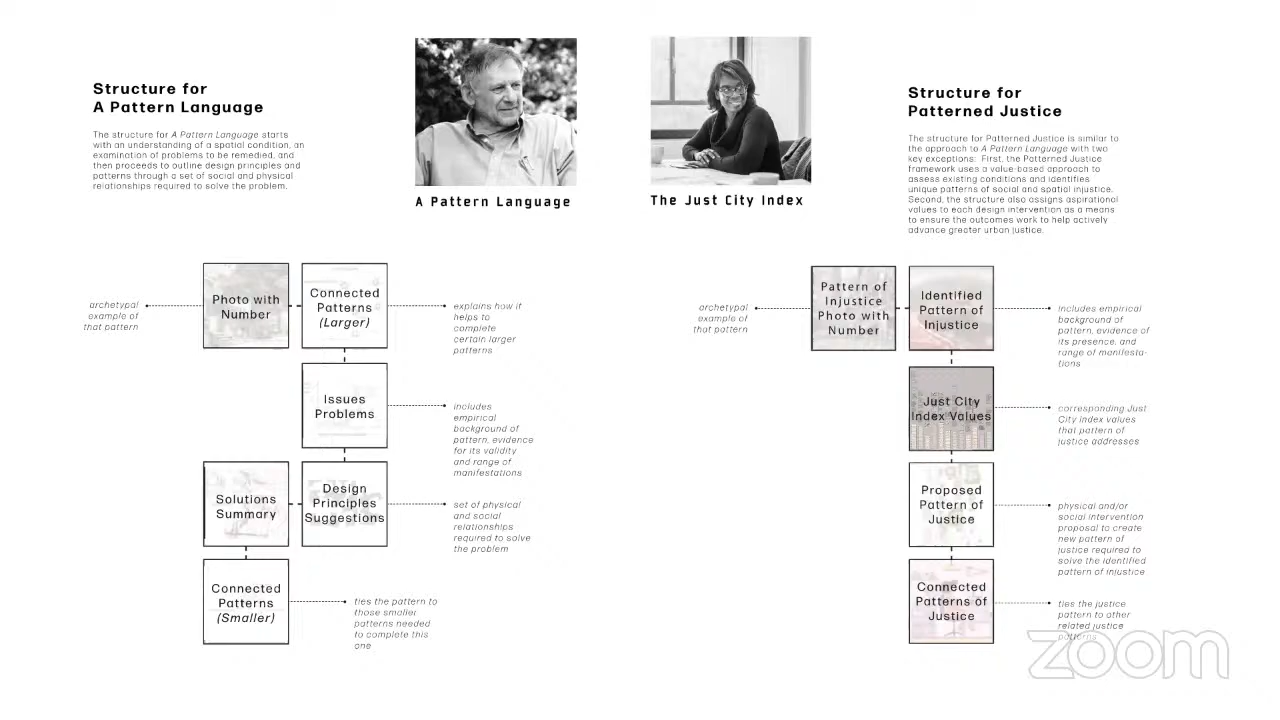 Structure for
A Pattern Language
The structure for A Pattern Language starts
with an understanding of a spatial condition, an
examination of problems to be remedied, and
then proceeds to outline design principles and
patterns through a set of social and physical
relationships required to solve the problem.
A Pattern Language
The Just City Index
Structure for
Patterned Justice
The structure for Patterned Justice is similar to
the approach to A Pattern Language with two
key exceptions: First, the Patterned Justice
framework uses a value-based approach to
assess existing conditions and identifies
unique patterns of social and spatial injustice.
Second, the structure also assigns aspirational
values to each design intervention as a means
to ensure the outcomes work to help actively
advance greater urban justice.
archetypal
example of
that pattern
Photo with
Number
Connected
Patterns
(Larger)
explains how it
helps to
complete
certain larger
patterns
Issues
Problems
includes
empirical
background of
pattern, evidence
for its validity
and range of
manifestations
Solutions
Summary
Design
Principles
Suggestions
set of physical
and social
relationships
required to solve
the problem
Connected
Patterns
(Smaller)
ties the pattern to
those smaller
patterns needed
to complete this
one
archetypal
example of
that pattern
Pattern of
Injustice
Photo with
Number
Identified
Pattern of
Injustice
includes empirical
background of
pattern, evidence of
its presence, and
range of manifesta-
tions
Just City
Index Values
corresponding Just
City Index values
that pattern of
justice addresses
Proposed
Pattern of
Justice
physical and/or
social intervention
proposal to create
new pattern of
justice required to
solve the identified
pattern of injustice
Connected
Patterns of
Justice
ties the justice
pattern to other
related justice
patterns
zoom